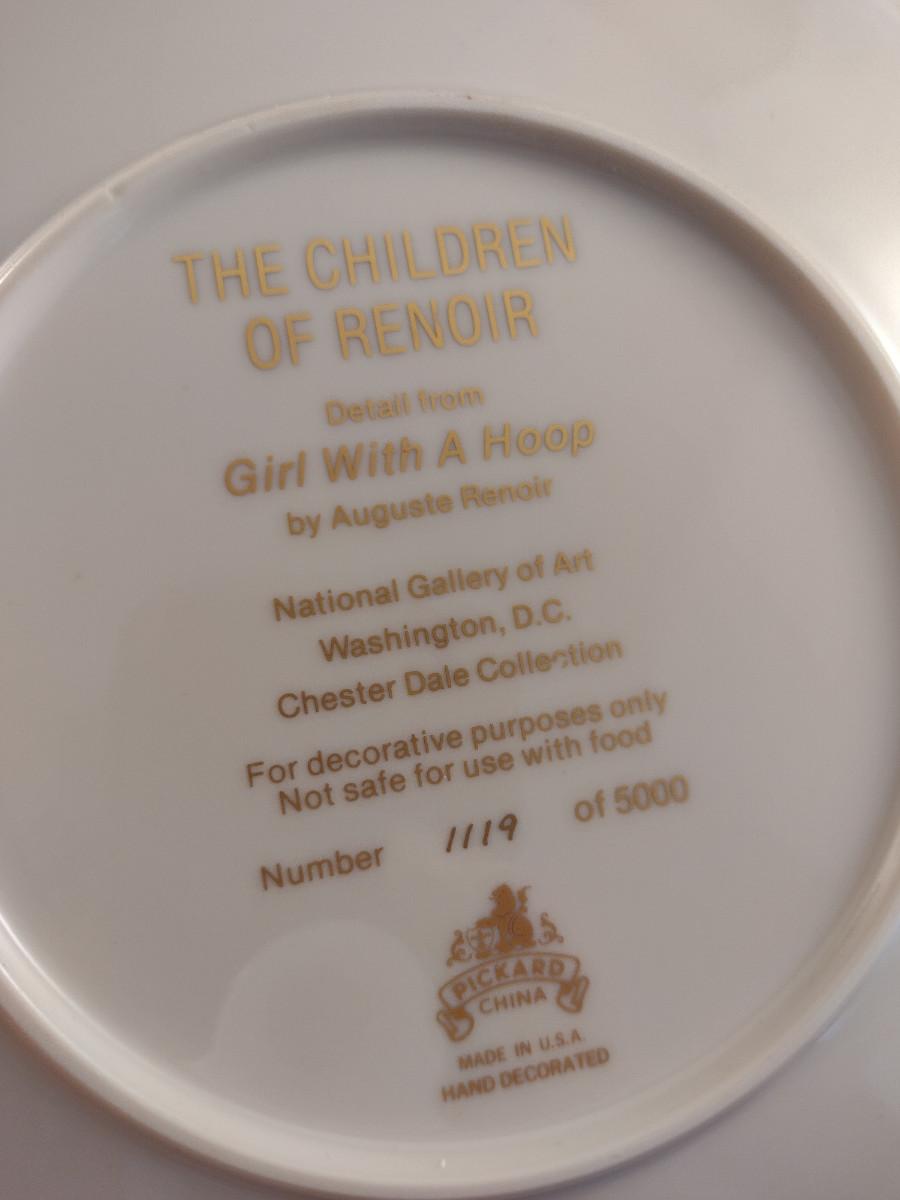 THE CHILDREN
OF RENOIR
Detail from
Girl With A Hoop
by Auguste Renoir
National Gallery of Art
Washington, D.C.
Chester Dale Collection
For decorative purposes only
Not safe for use with food
Number 1119 of 5000
PICKARD
CHINA
MADE IN U.S.A.
HAND DECORATED